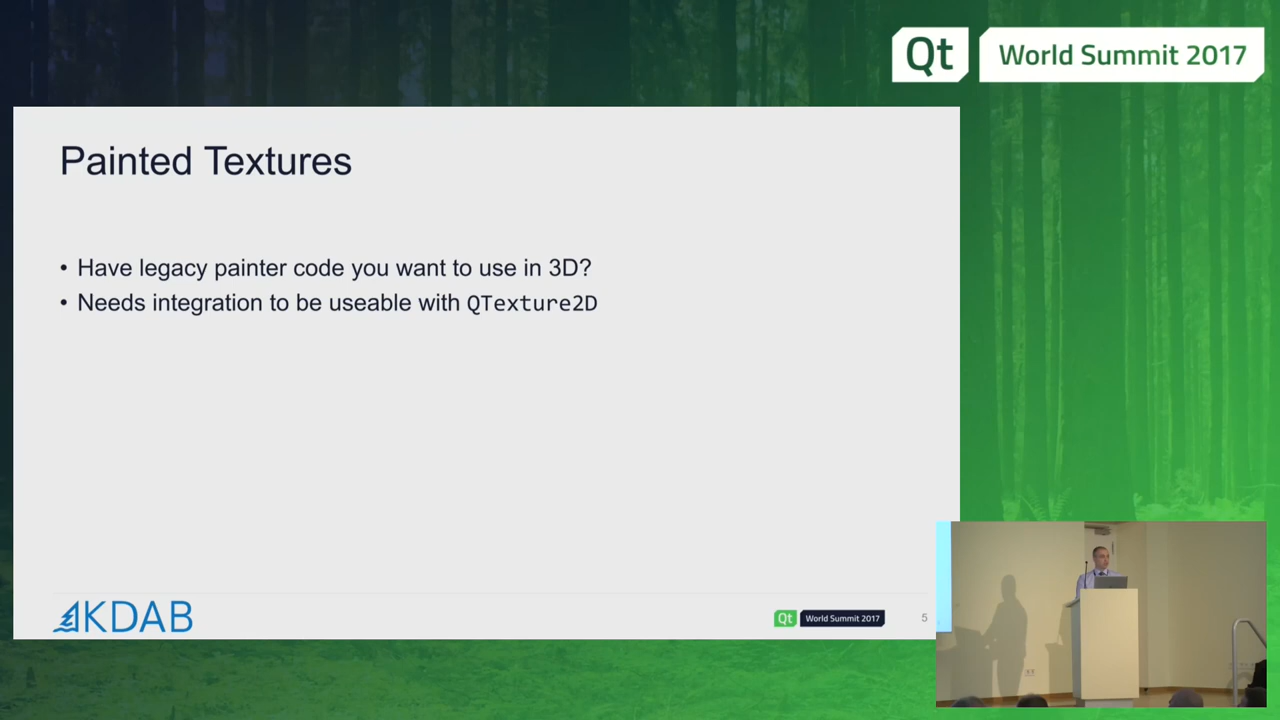 Qt World Summit 2017
Painted Textures
• Have legacy painter code you want to use in 3D?
• Needs integration to be useable with QTexture2D
KDAB
Qt World Summit 2017
5